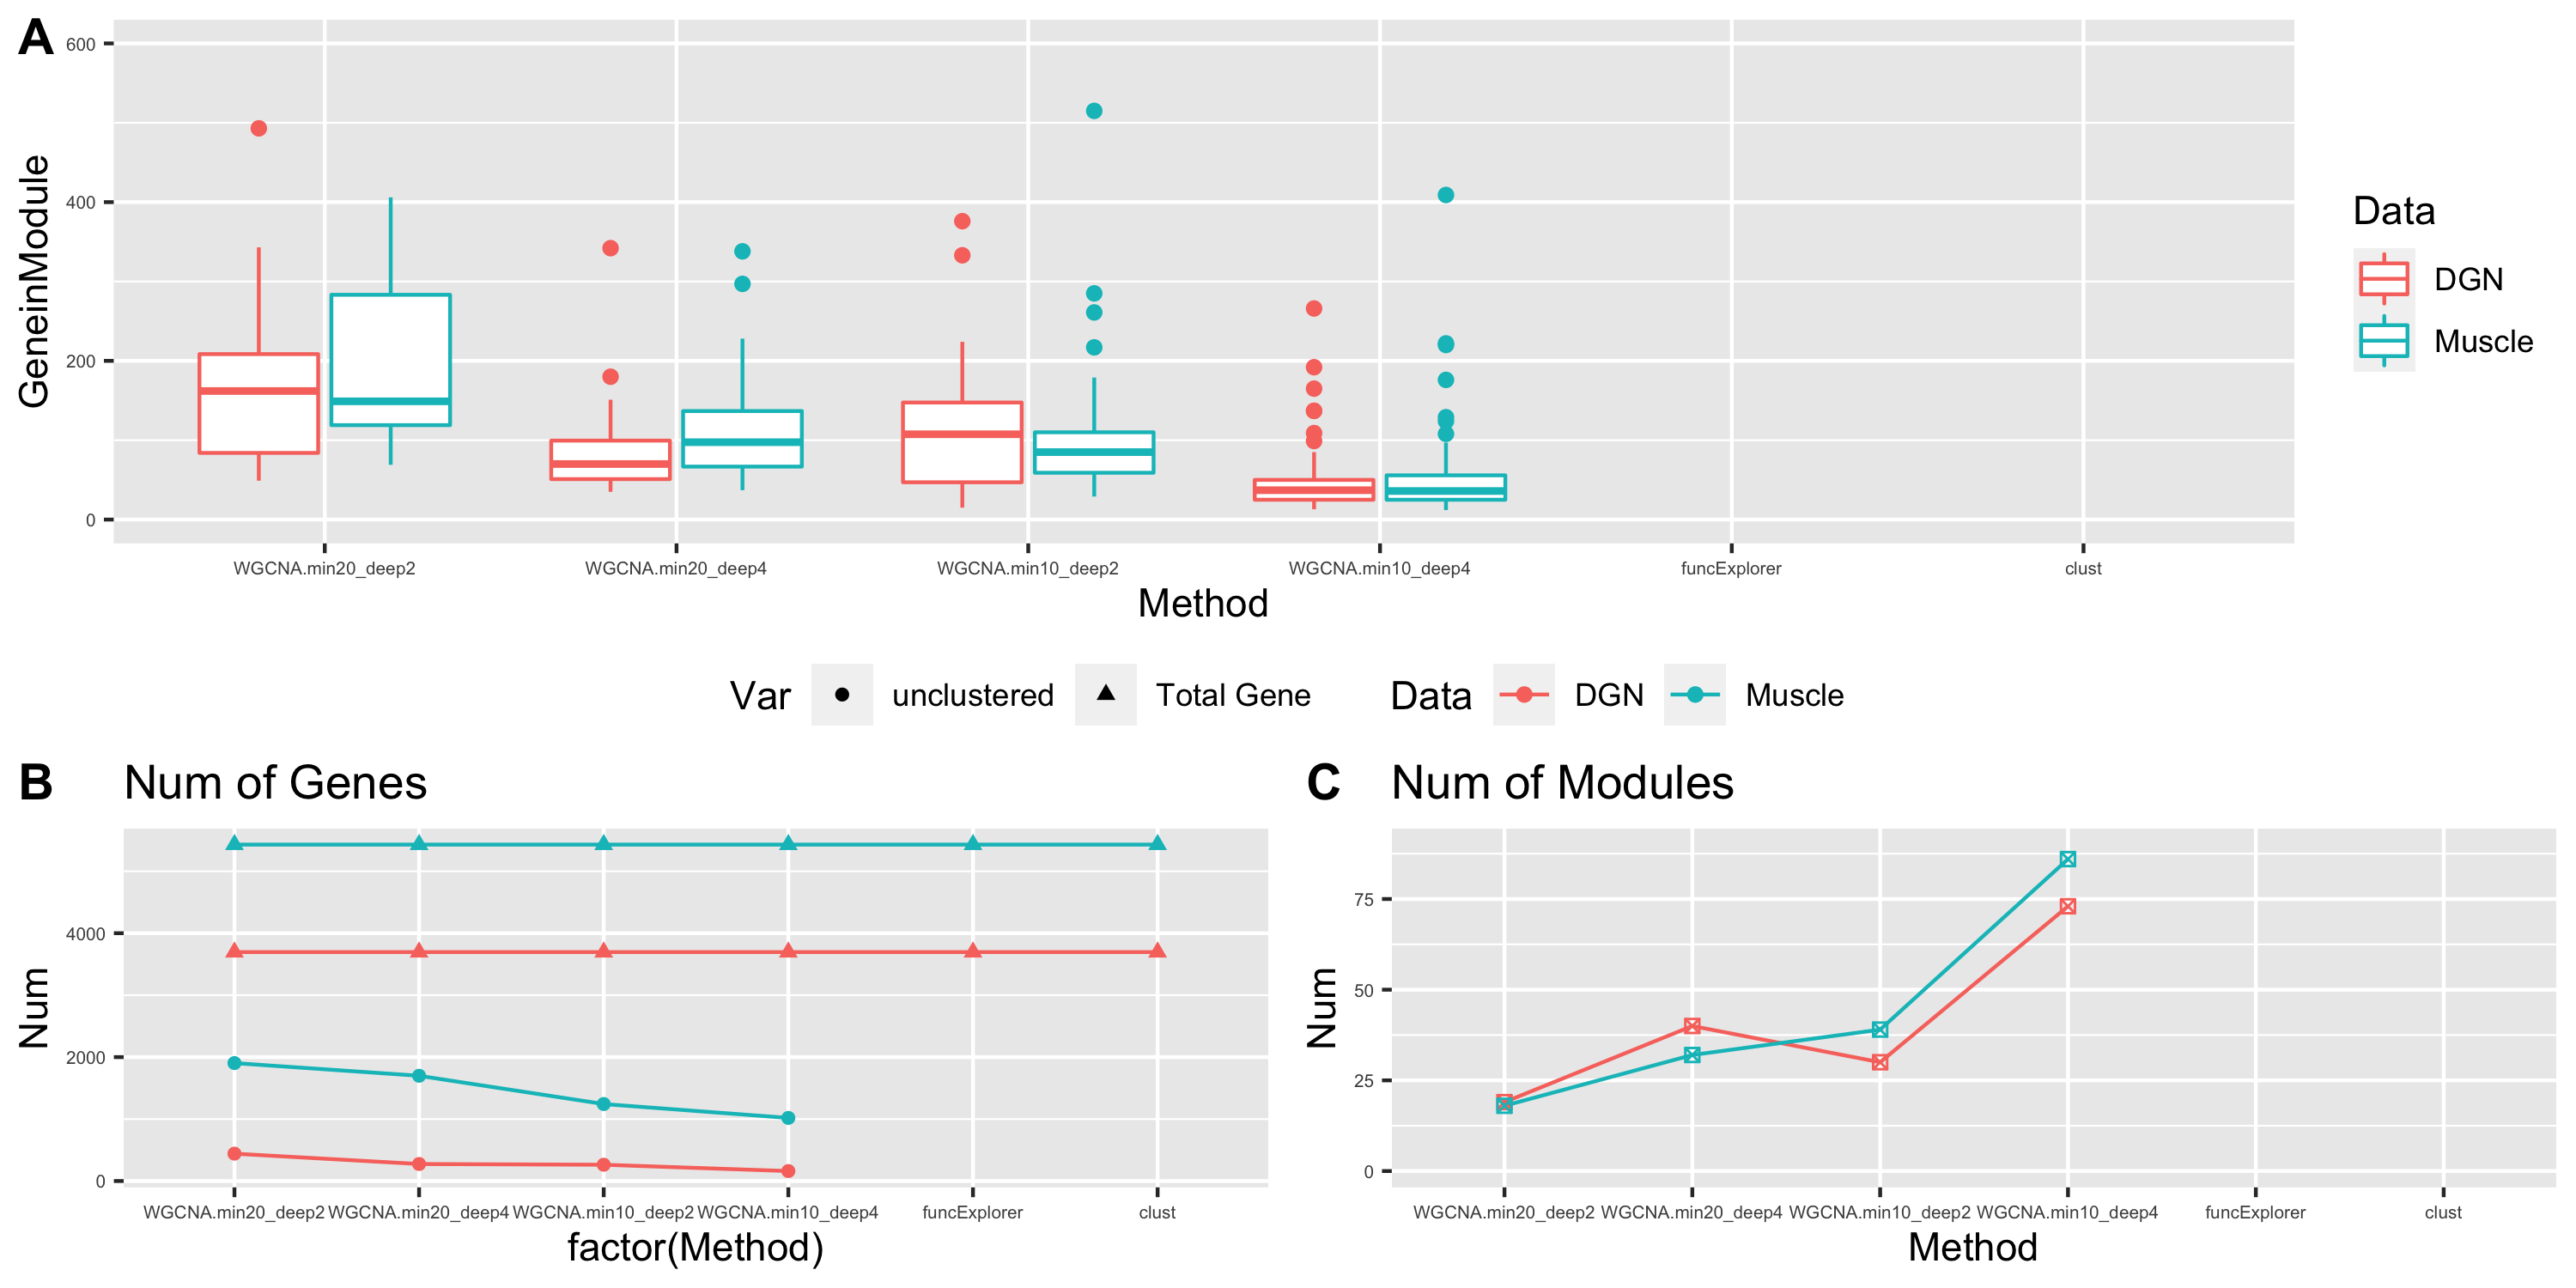 A
600
400
200
0
GeneinModule
WGCNA.min20_deep2 WGCNA.min20_deep4 WGCNA.min10_deep2 WGCNA.min10_deep4 funcExplorer clust
Method
Data
DGN
Muscle
Var unclustered Total Gene Data DGN Muscle
B Num of Genes
4000
2000
0
Num
WGCNA.min20_deep2 WGCNA.min20_deep4 WGCNA.min10_deep2 WGCNA.min10_deep4 funcExplorer clust
factor(Method)
C Num of Modules
75
50
25
0
Num
WGCNA.min20_deep2 WGCNA.min20_deep4 WGCNA.min10_deep2 WGCNA.min10_deep4 funcExplorer clust
Method